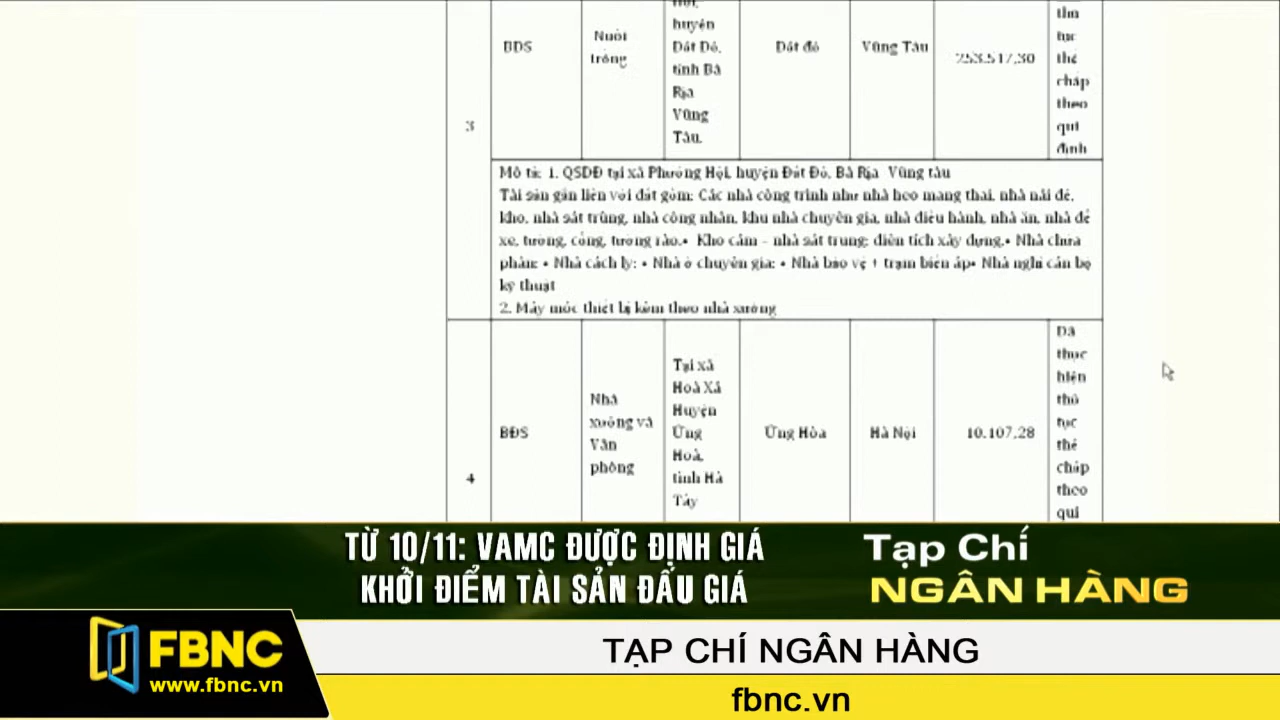 huyện
BDS
Nuôi
trồng
Đất Đỏ,
tỉnh Bà
Rịa
Vũng
Tàu.
Đất đỏ
Vũng Tàu
253.517,30
tục
thế
chấp
theo
qui
định
3
Mô tả: 1. QSDĐ tại xã Phường Hội, huyện Đất Đỏ, Bà Rịa Vũng tàu
Tài sản gắn liền với đất gồm: Các nhà công trình như nhà heo mang thai, nhà nái đẻ,
kho, nhà sát trùng, nhà công nhân, khu nhà chuyên gia, nhà điều hành, nhà ăn, nhà để
xe, tường, cổng, tường rào.• Kho cám - nhà sát trung: diện tích xây dựng.• Nhà chứa
phân: • Nhà cách ly: • Nhà ở chuyên gia: • Nhà bảo vệ + trạm biến áp• Nhà nghỉ cán bộ
kỹ thuật
2. Máy móc thiết bị kèm theo nhà xưởng
4
BĐS
Nhà
xưởng và
Văn
phòng
Tại xã
Hoà Xá
Huyện
Ứng
Hoà,
tỉnh Hà
Tây
Ứng Hòa
Hà Nội
10.107,28
Đã
thực
hiện
thủ
tục
thế
chấp
theo
qui
TỪ 10/11: VAMC ĐƯỢC ĐỊNH GIÁ
KHỞI ĐIỂM TÀI SẢN ĐẤU GIÁ
Tạp Chí
NGÂN HÀNG
FBNC
www.fbnc.vn
TẠP CHÍ NGÂN HÀNG
fbnc.vn